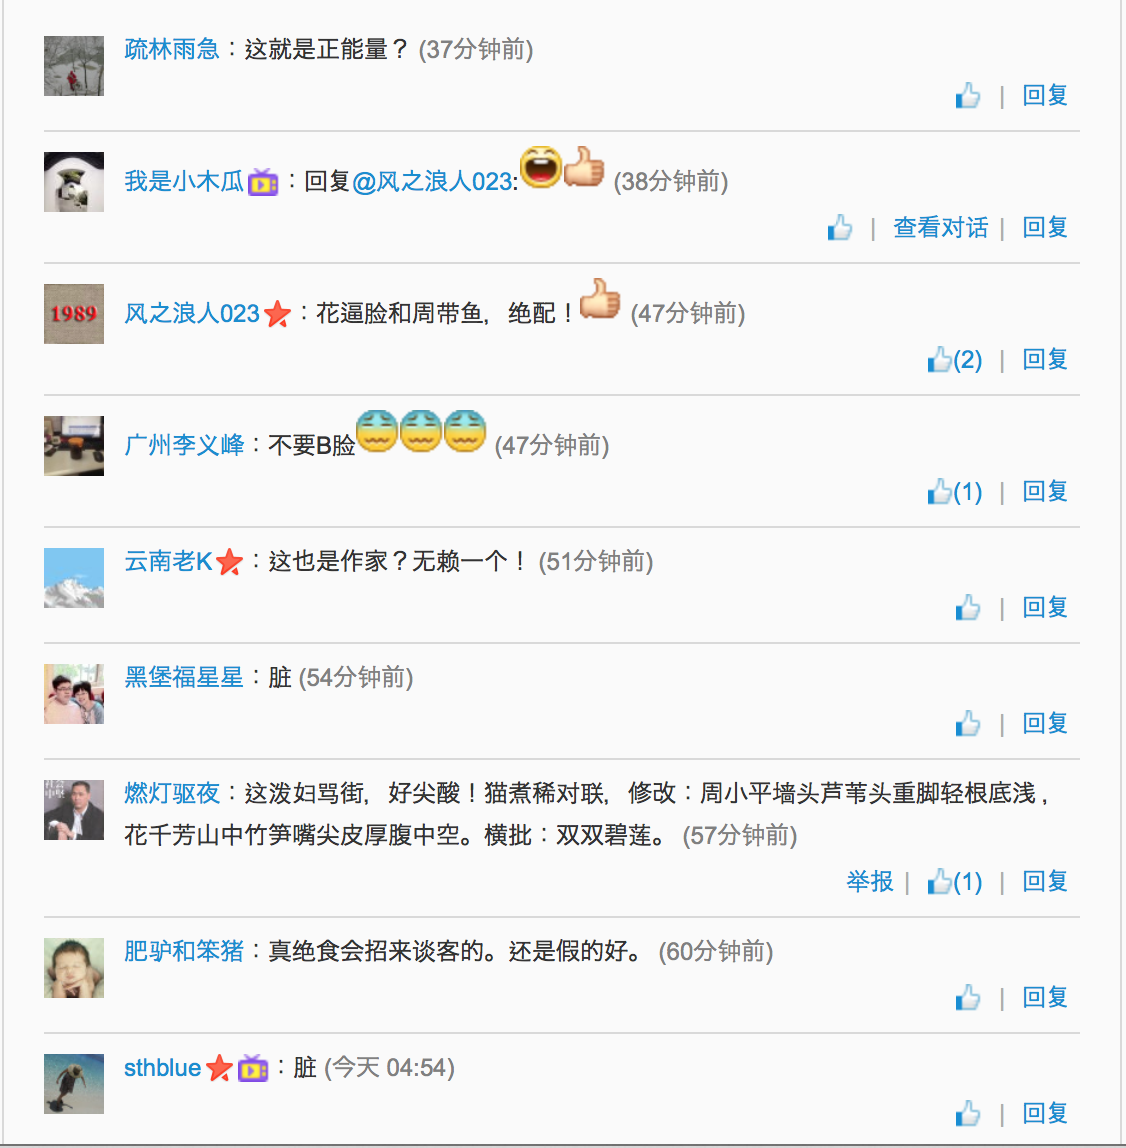 疏林雨急：这就是正能量？ (37分钟前)
| 回复
我是小木瓜：回复@风之浪人023: (38分钟前)
| 查看对话 | 回复
1989
风之浪人023：花逼脸和周带鱼，绝配！ (47分钟前)
(2) | 回复
广州李义峰：不要B脸 (47分钟前)
(1) | 回复
云南老K：这也是作家？无赖一个！ (51分钟前)
| 回复
黑堡福星星：脏 (54分钟前)
| 回复
燃灯驱夜：这泼妇骂街，好尖酸！猫煮稀对联，修改：周小平墙头芦苇头重脚轻根底浅，
花千芳山中竹笋嘴尖皮厚腹中空。横批：双双碧莲。 (57分钟前)
举报 | (1) | 回复
肥驴和笨猪：真绝食会招来谈客的。还是假的好。 (60分钟前)
| 回复
sthblue：脏 (今天 04:54)
| 回复